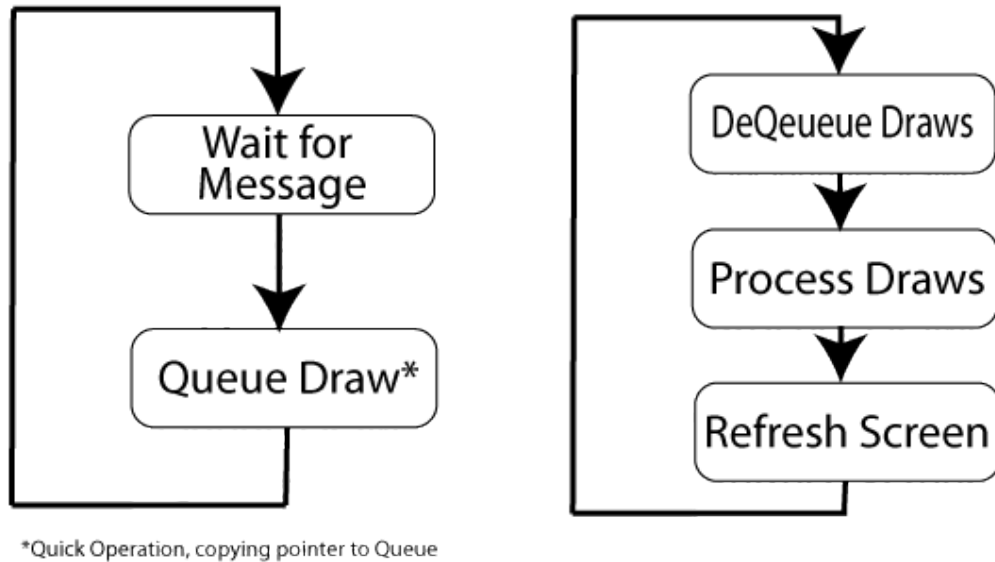 Wait for
Message
Queue Draw*
*Quick Operation, copying pointer to Queue
DeQeueue Draws
Process Draws
Refresh Screen